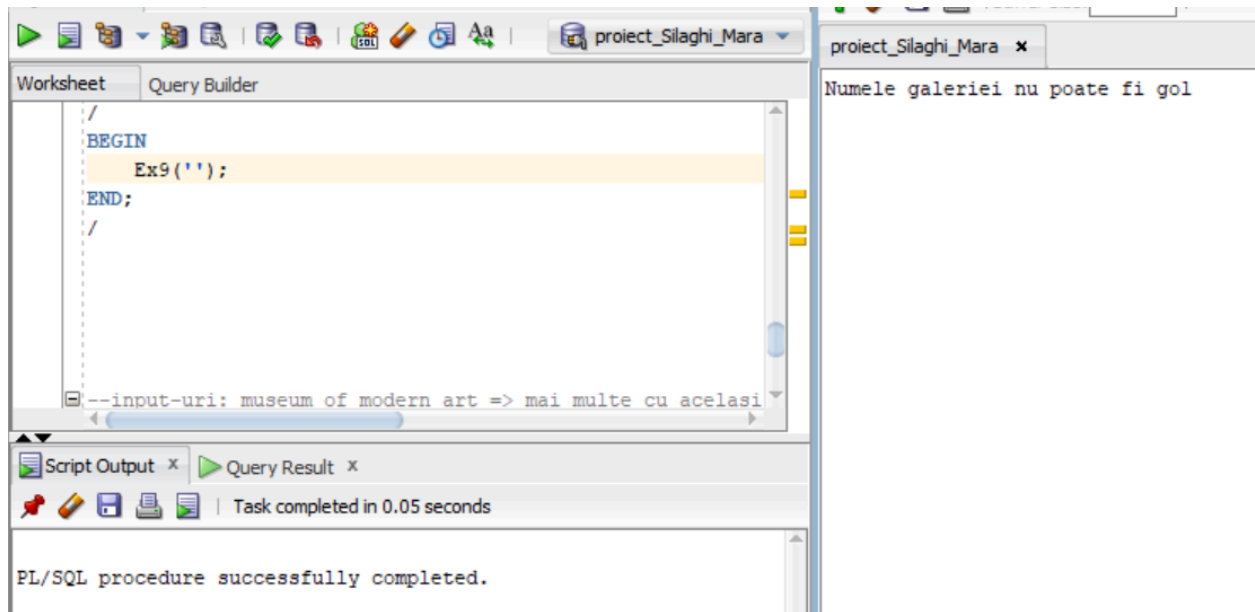 proiect_Silaghi_Mara
Worksheet
Query Builder
/
BEGIN
Ex9('');
END;
/
--input-uri: museum of modern art => mai multe cu acelasi
Script Output x
Query Result x
Task completed in 0.05 seconds
PL/SQL procedure successfully completed.
proiect_Silaghi_Mara x
Numele galeriei nu poate fi gol